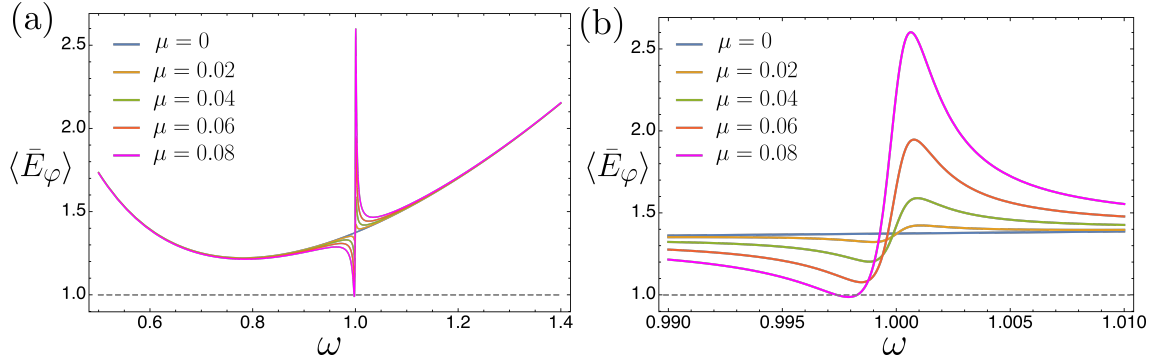 (a)
⟨Ēφ⟩
2.5
2.0
1.5
1.0
μ = 0
μ = 0.02
μ = 0.04
μ = 0.06
μ = 0.08
0.6 0.8 1.0 1.2 1.4
ω
(b)
⟨Ēφ⟩
2.5
2.0
1.5
1.0
μ = 0
μ = 0.02
μ = 0.04
μ = 0.06
μ = 0.08
0.990 0.995 1.000 1.005 1.010
ω